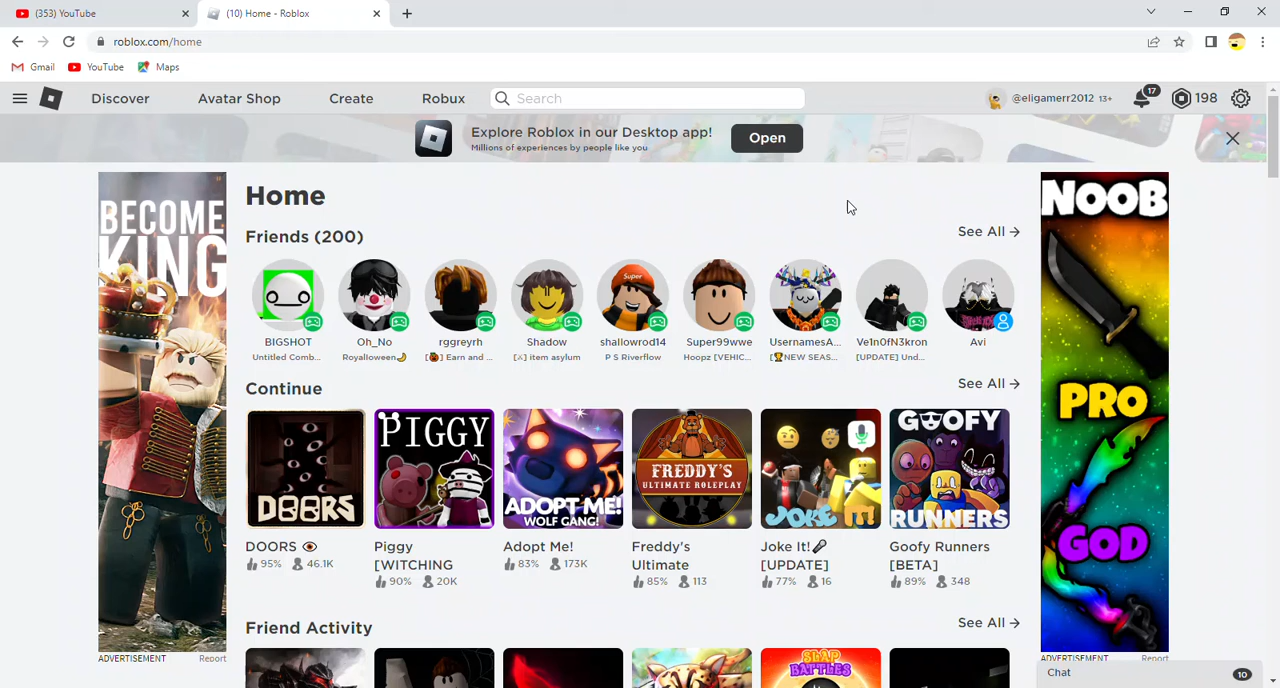 (353) YouTube
(10) Home - Roblox
roblox.com/home
Gmail YouTube Maps
Discover Avatar Shop Create Robux Search @eligamerr2012 13+ 17 198
Explore Roblox in our Desktop app!
Millions of experiences by people like you
Open
BECOME
KING
ADVERTISEMENT Report
Home
Friends (200) See All →
BIGSHOT Oh_No rggreyrh Shadow shallowrod14 Super99wwe UsernamesA... Ve1n0fN3kron Avi
Untitled Comb... Royalloween🌙 [🎃] Earn and ... [⚔] item asylum P S Riverflow Hoopz [VEHIC... [🏆NEW SEAS... [UPDATE] Und...
Super
Continue See All →
DOORS
PIGGY
ADOPT ME!
WOLF GANG!
FREDDY'S
ULTIMATE ROLEPLAY
JOKE IT!
GOOFY
RUNNERS
DOORS 👁
95% 46.1K
Piggy
[WITCHING
90% 20K
Adopt Me!
83% 173K
Freddy's
Ultimate
85% 113
Joke It!🎤
[UPDATE]
77% 16
Goofy Runners
[BETA]
89% 348
Friend Activity See All →
SLAP
BATTLES
NOOB
PRO
GOD
ADVERTISEMENT Report
Chat 10